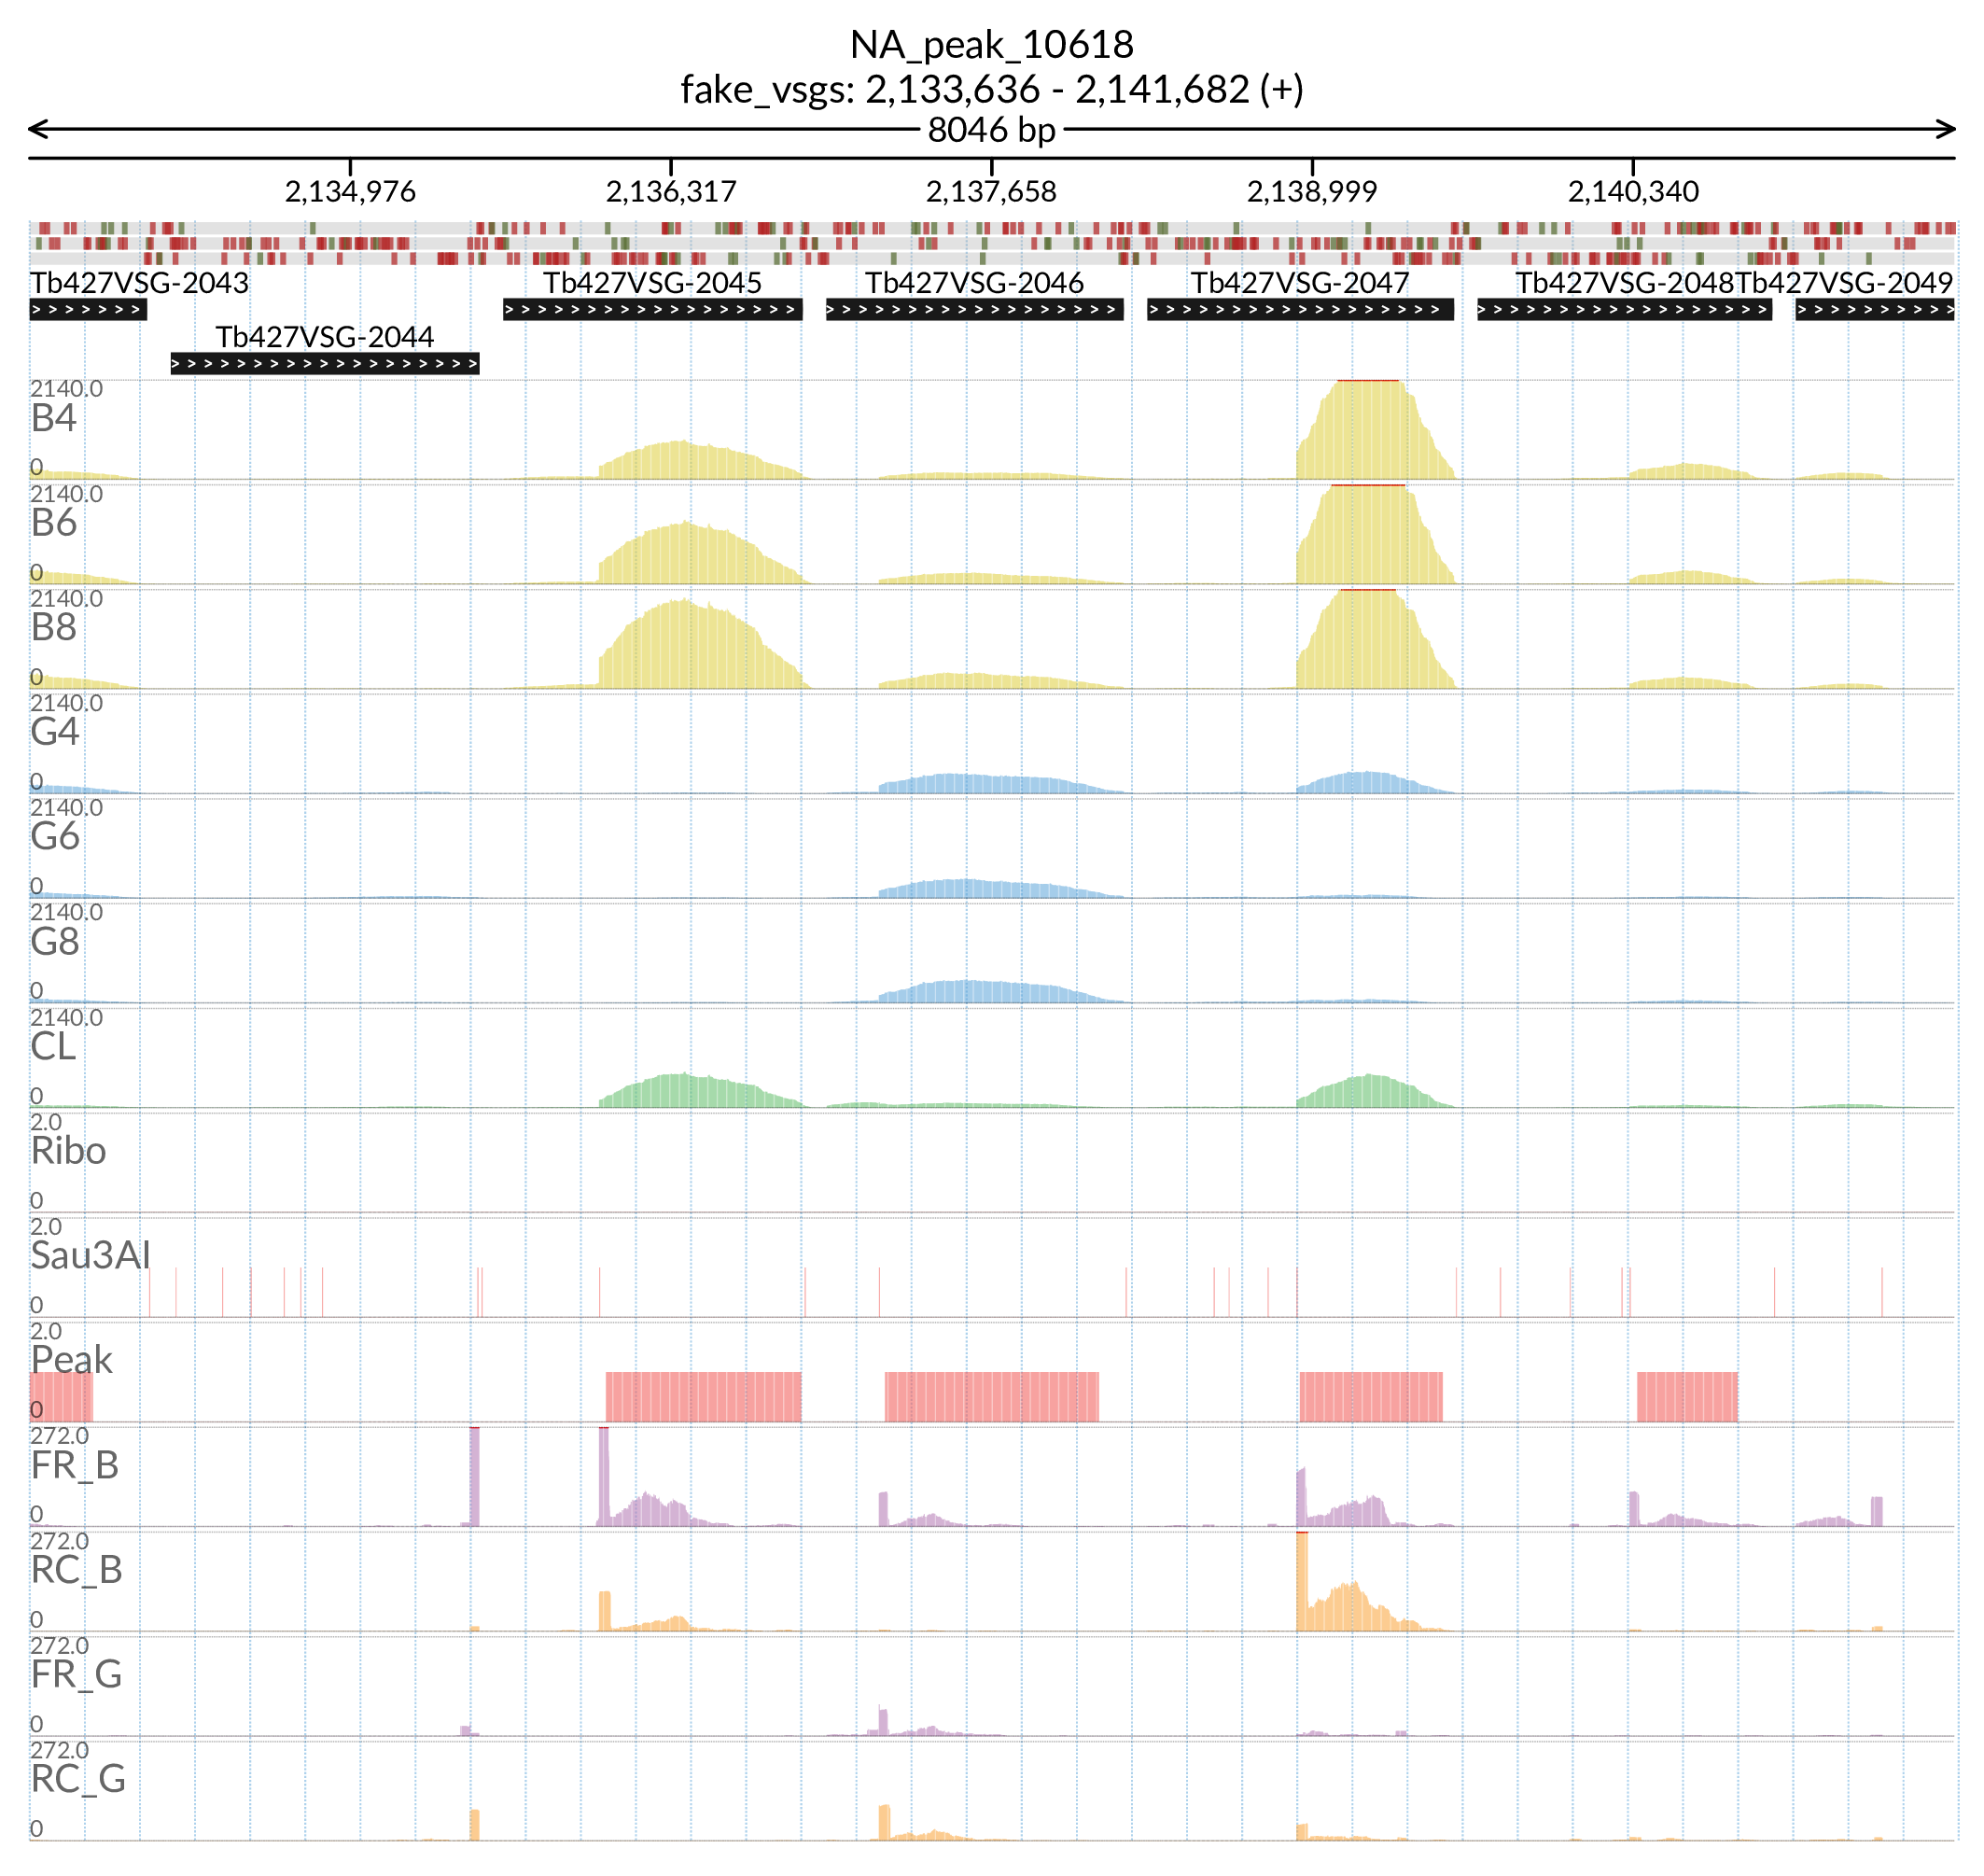 NA_peak_10618
fake_vsgs: 2,133,636 - 2,141,682 (+)
8046 bp
2,134,976 2,136,317 2,137,658 2,138,999 2,140,340
Tb427VSG-2043 Tb427VSG-2045 Tb427VSG-2046 Tb427VSG-2047 Tb427VSG-2048 Tb427VSG-2049
Tb427VSG-2044
2140.0
B4
0
2140.0
B6
0
2140.0
B8
0
2140.0
G4
0
2140.0
G6
0
2140.0
G8
0
2140.0
CL
0
2.0
Ribo
0
2.0
Sau3AI
0
2.0
Peak
0
272.0
FR_B
0
272.0
RC_B
0
272.0
FR_G
0
272.0
RC_G
0